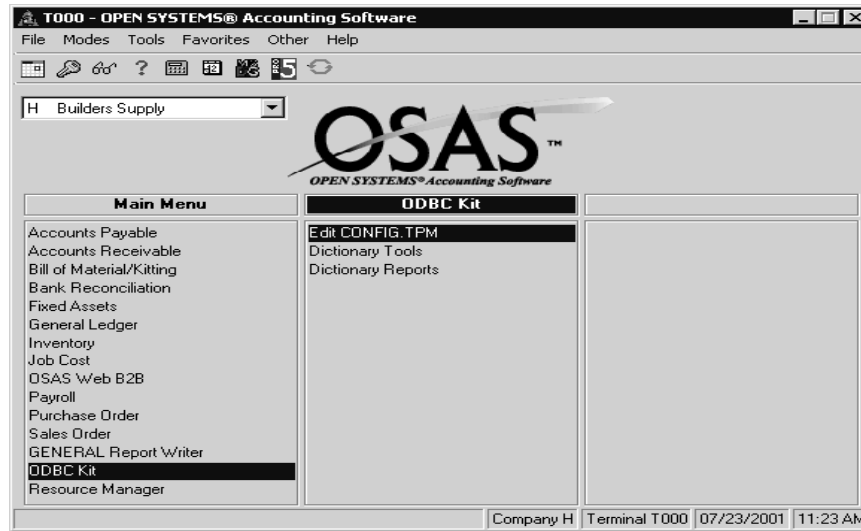 T000 - OPEN SYSTEMS® Accounting Software
File Modes Tools Favorites Other Help
H Builders Supply
OSAS™
OPEN SYSTEMS® Accounting Software
Main Menu
ODBC Kit
Accounts Payable
Accounts Receivable
Bill of Material/Kitting
Bank Reconciliation
Fixed Assets
General Ledger
Inventory
Job Cost
OSAS Web B2B
Payroll
Purchase Order
Sales Order
GENERAL Report Writer
ODBC Kit
Resource Manager
Edit CONFIG.TPM
Dictionary Tools
Dictionary Reports
Company H Terminal T000 07/23/2001 11:23 AM